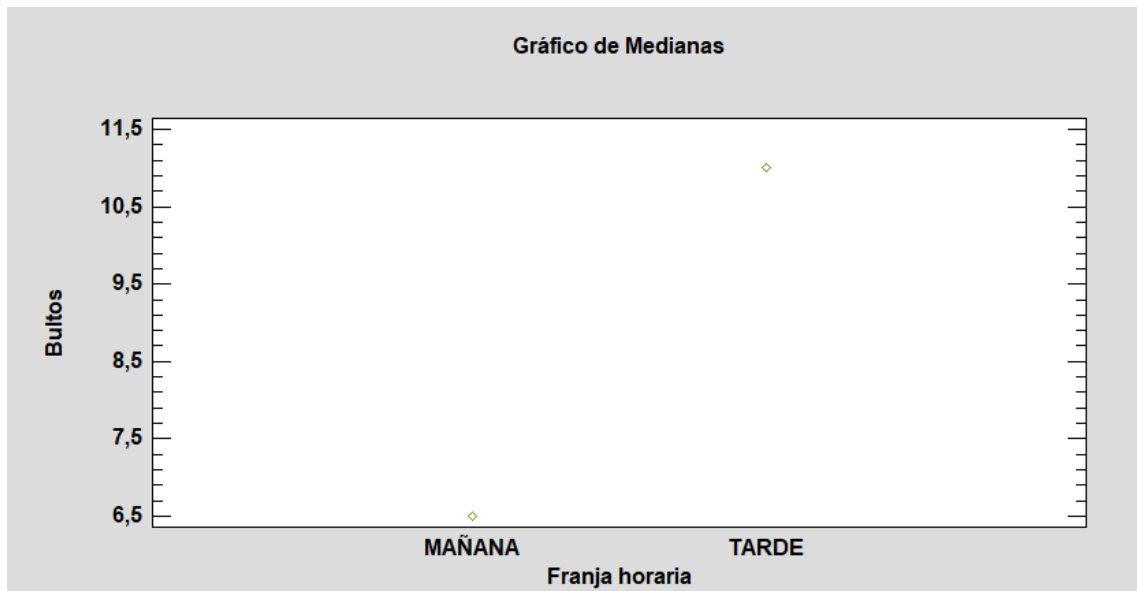 Gráfico de Medianas
11,5
10,5
9,5
8,5
7,5
6,5
Bultos
MAÑANA TARDE
Franja horaria